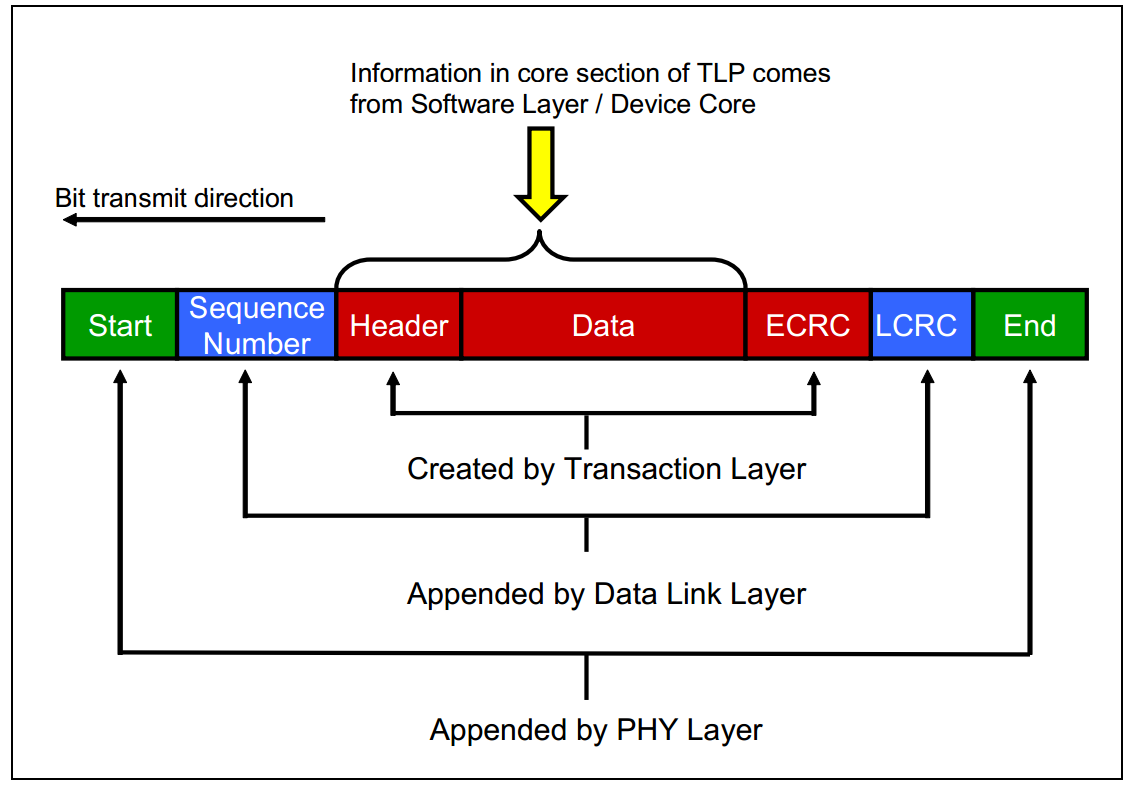 Information in core section of TLP comes
from Software Layer / Device Core
Bit transmit direction
Start
Sequence
Number
Header
Data
ECRC
LCRC
End
Created by Transaction Layer
Appended by Data Link Layer
Appended by PHY Layer